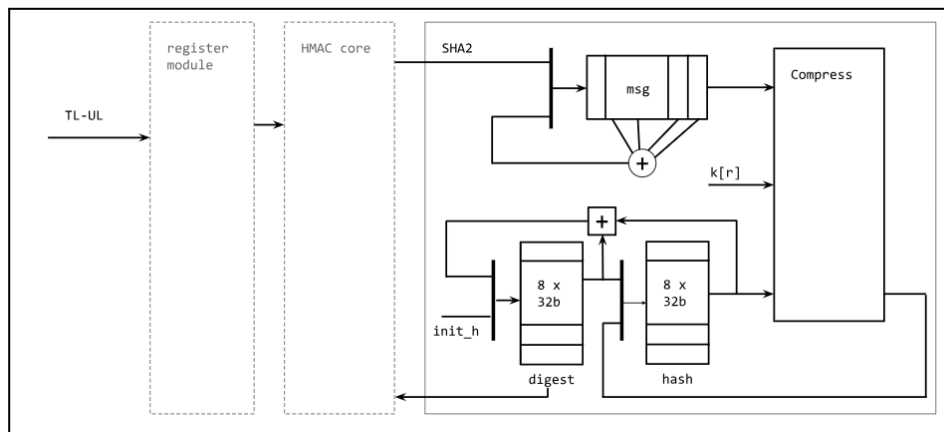 register
module
HMAC core
SHA2
Compress
msg
TL-UL
+
k[r]
+
8 x
32b
8 x
32b
init_h
digest
hash